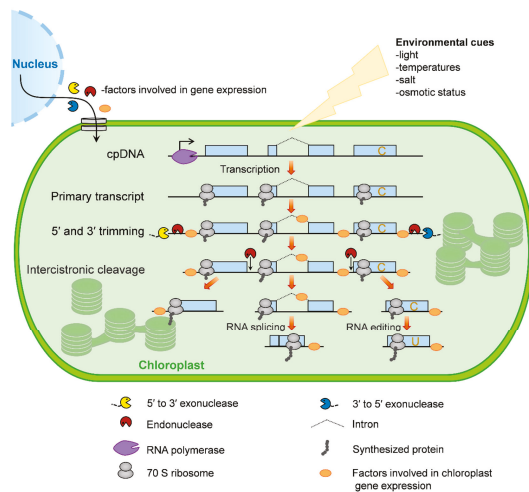 Environmental cues
-light
-temperatures
-salt
-osmotic status
Nucleus
-factors involved in gene expression
cpDNA
C
Transcription
Primary transcript
C
5′ and 3′ trimming
C
Intercistronic cleavage
C
RNA splicing
RNA editing
C
U
Chloroplast
5′ to 3′ exonuclease
3′ to 5′ exonuclease
Endonuclease
Intron
RNA polymerase
Synthesized protein
70 S ribosome
Factors involved in chloroplast
gene expression